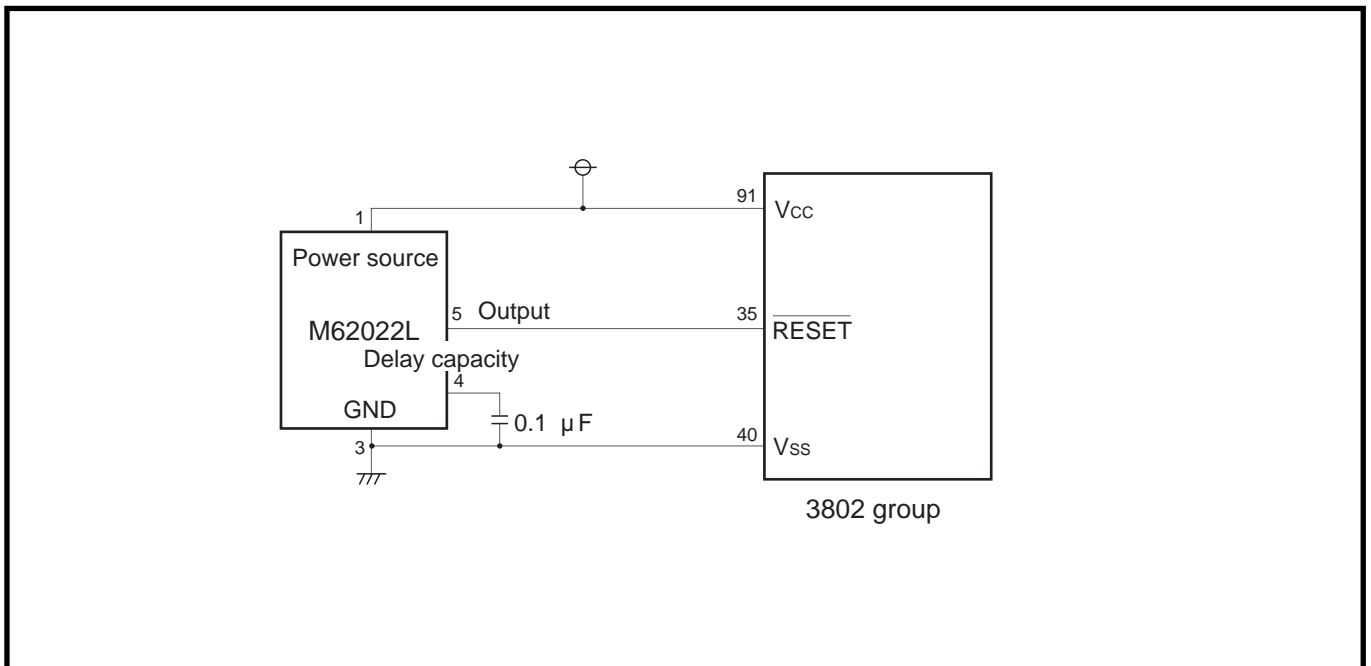 91
VCC
1
Power source
5 Output
35
RESET
M62022L
Delay capacity
4
GND
0.1 µF
40
VSS
3
3802 group